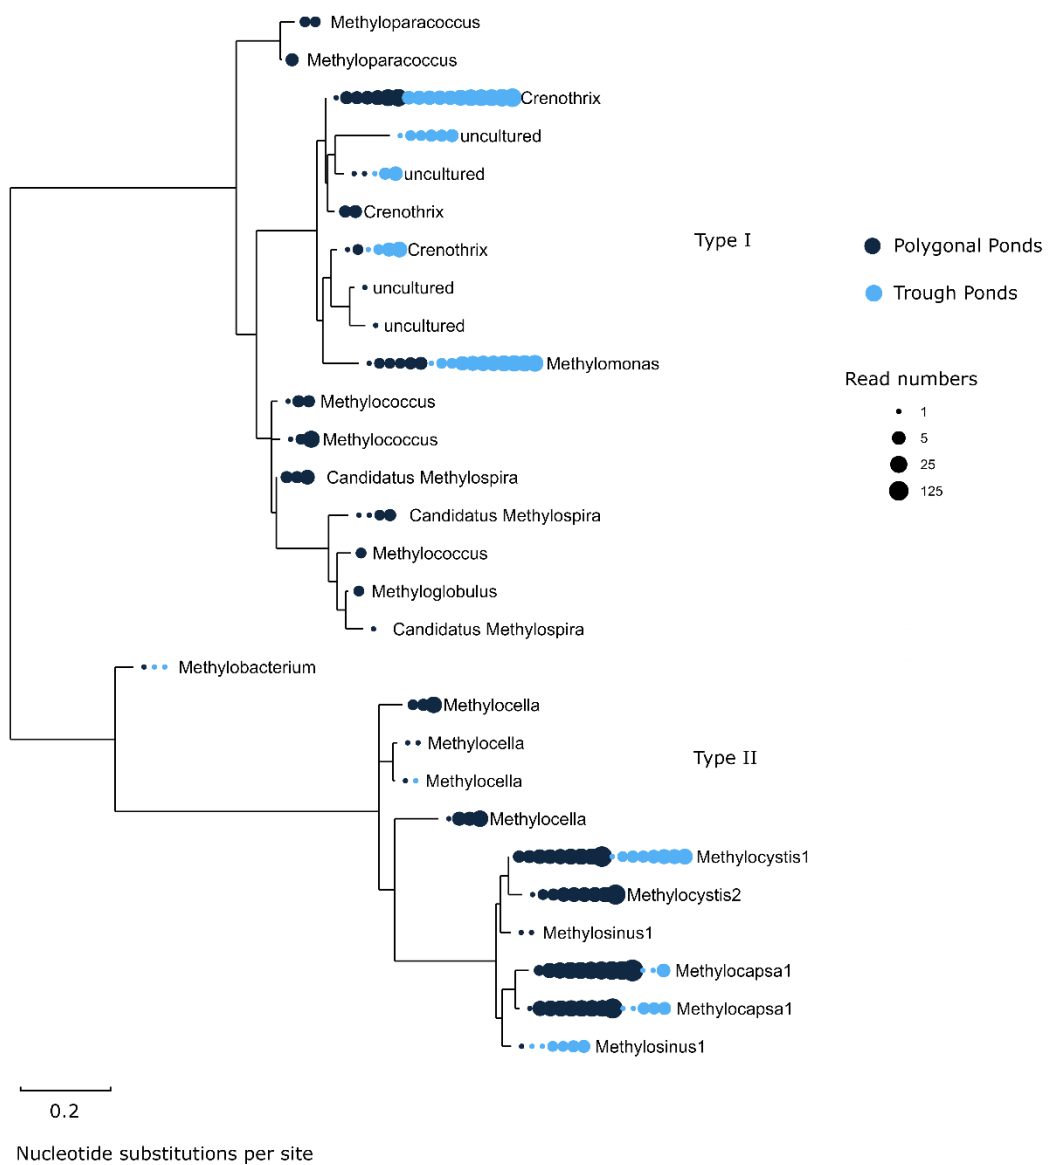 Methyloparacoccus
Methyloparacoccus
Crenothrix
uncultured
uncultured
Crenothrix
Crenothrix
uncultured
uncultured
Methylomonas
Methylococcus
Methylococcus
Candidatus Methylospira
Candidatus Methylospira
Methylococcus
Methyloglobulus
Candidatus Methylospira
Methylobacterium
Methylocella
Methylocella
Methylocella
Methylocella
Methylocystis1
Methylocystis2
Methylosinus1
Methylocapsa1
Methylocapsa1
Methylosinus1
Type I
Type II
Polygonal Ponds
Trough Ponds
Read numbers
1
5
25
125
0.2
Nucleotide substitutions per site